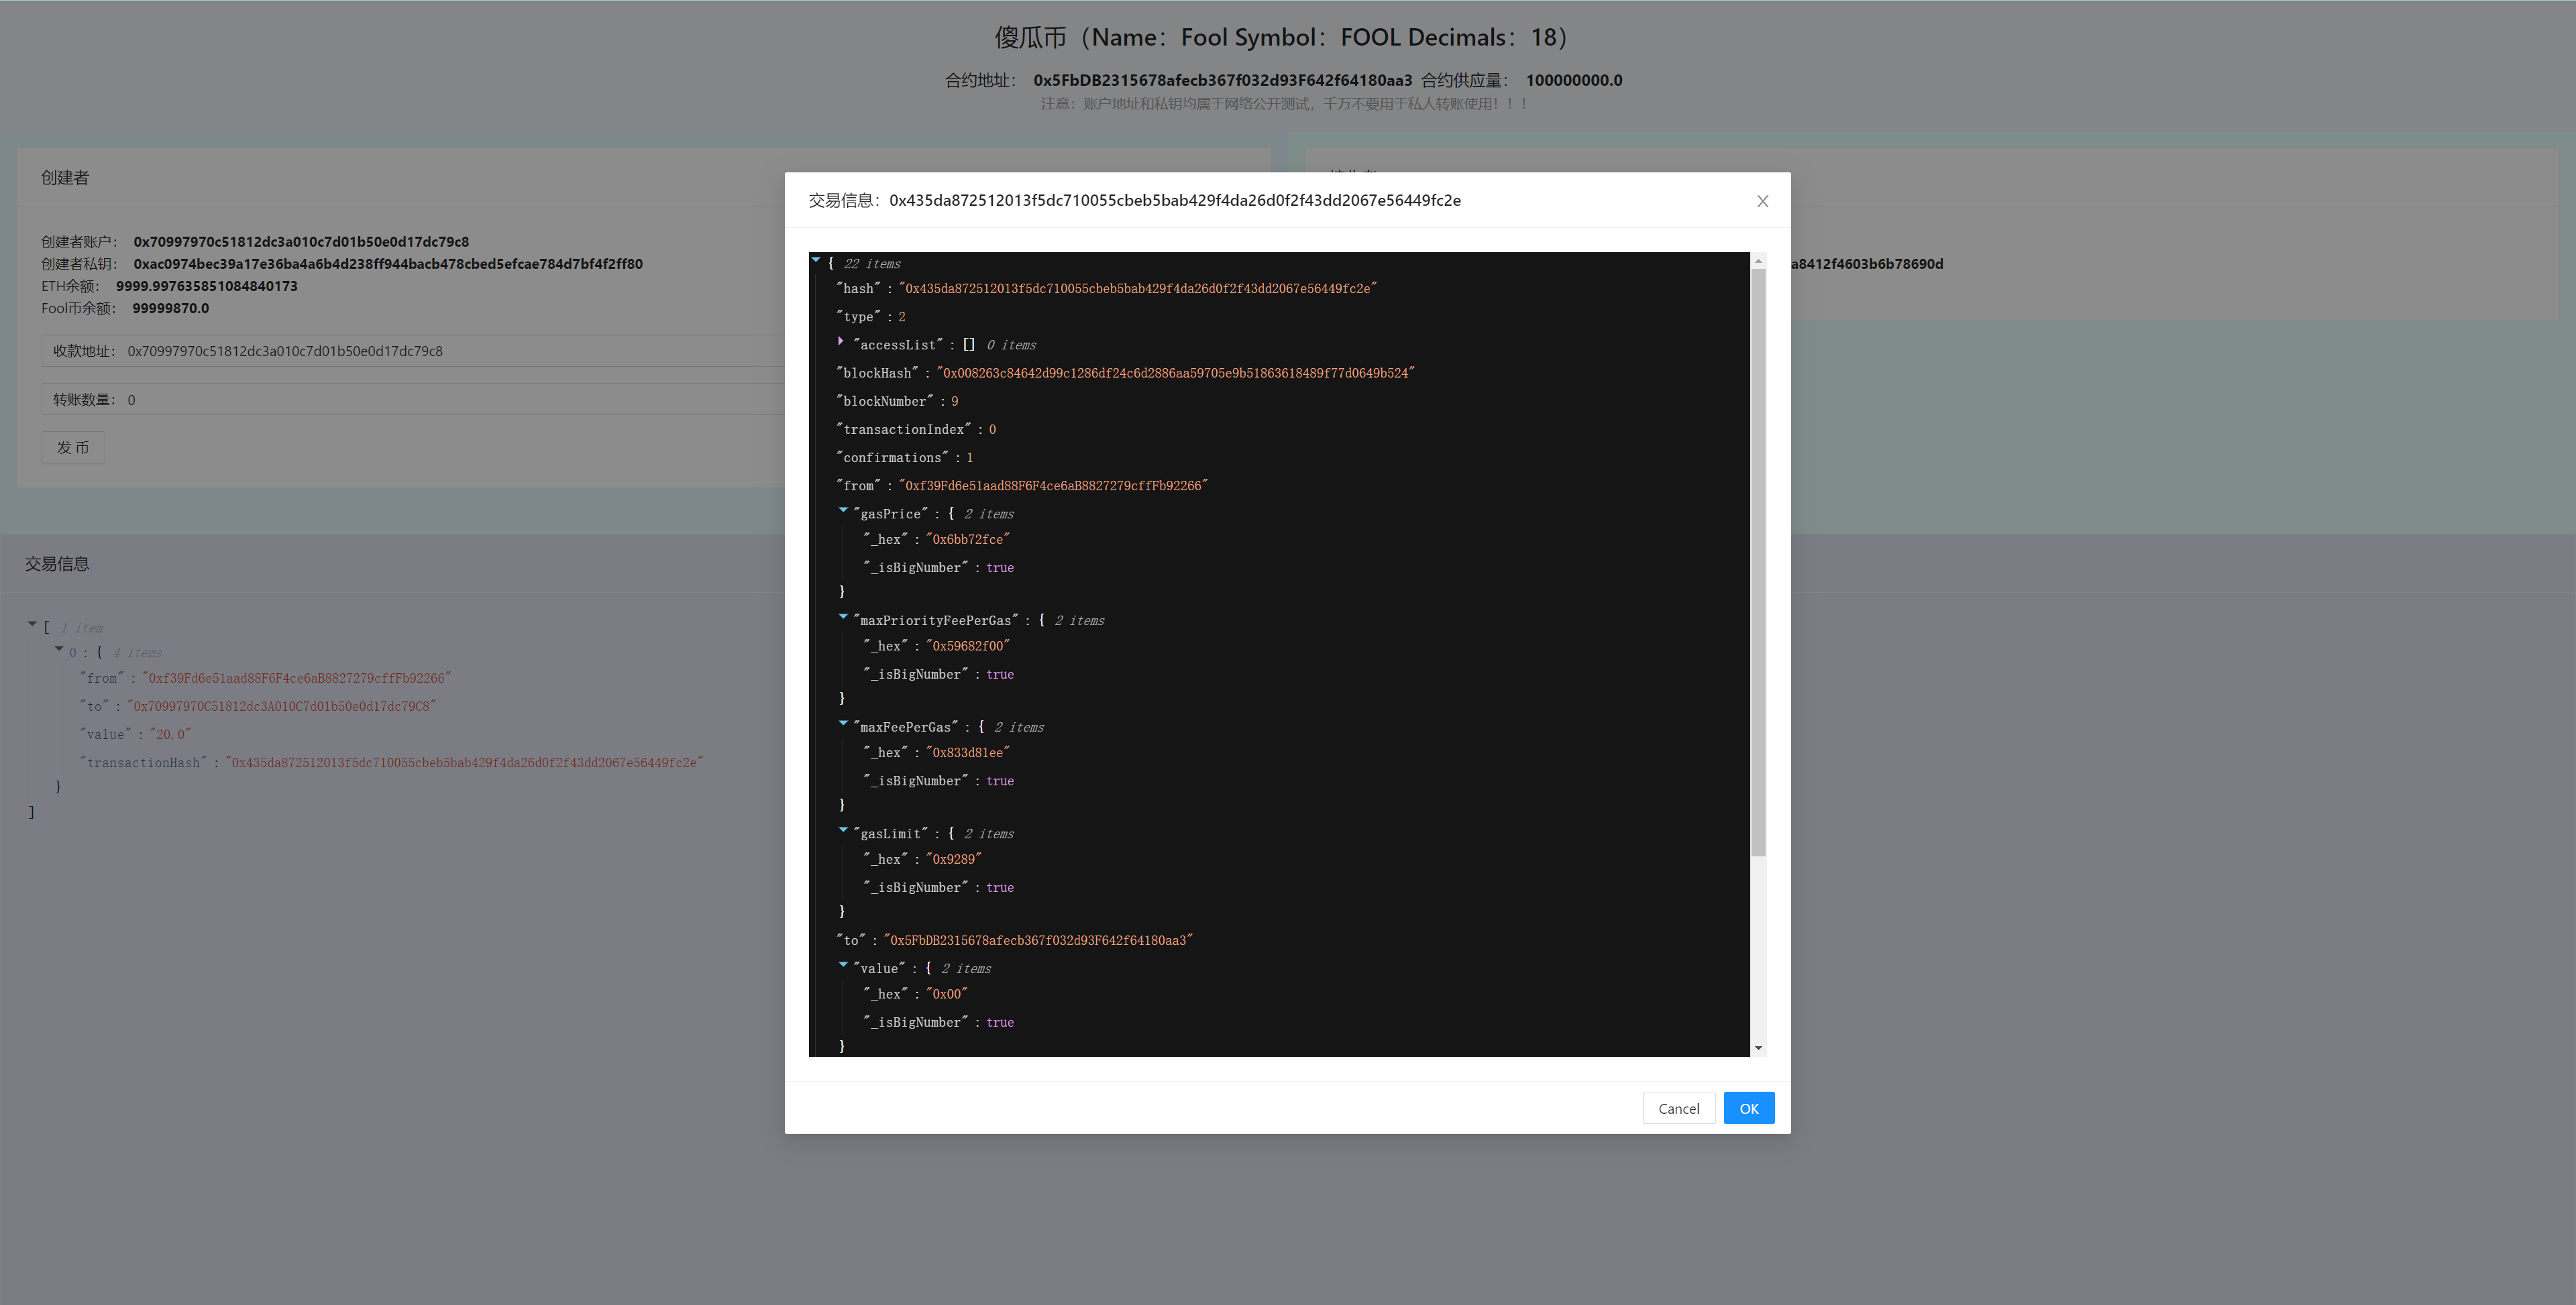 傻瓜币（Name：Fool Symbol：FOOL Decimals：18）
合约地址： 0x5FbDB2315678afecb367f032d93F642f64180aa3 合约供应量： 100000000.0
注意：账户地址和私钥均属于网络公开测试，千万不要用于私人转账使用！！！
创建者
创建者账户： 0x70997970c51812dc3a010c7d01b50e0d17dc79c8
创建者私钥： 0xac0974bec39a17e36ba4a6b4d238ff944bacb478cbed5efcae784d7bf4f2ff80
ETH余额： 9999.997635851084840173
Fool币余额： 99999870.0
收款地址： 0x70997970c51812dc3a010c7d01b50e0d17dc79c8
转账数量： 0
发 币
a8412f4603b6b78690d
交易信息
[ 1 item
0 : { 4 items
"from" : "0xf39Fd6e51aad88F6F4ce6aB8827279cffFb92266"
"to" : "0x70997970C51812dc3A010C7d01b50e0d17dc79C8"
"value" : "20.0"
"transactionHash" : "0x435da872512013f5dc710055cbeb5bab429f4da26d0f2f43dd2067e56449fc2e"
}
]
交易信息：0x435da872512013f5dc710055cbeb5bab429f4da26d0f2f43dd2067e56449fc2e
{ 22 items
"hash" : "0x435da872512013f5dc710055cbeb5bab429f4da26d0f2f43dd2067e56449fc2e"
"type" : 2
"accessList" : [] 0 items
"blockHash" : "0x008263c84642d99c1286df24c6d2886aa59705e9b51863618489f77d0649b524"
"blockNumber" : 9
"transactionIndex" : 0
"confirmations" : 1
"from" : "0xf39Fd6e51aad88F6F4ce6aB8827279cffFb92266"
"gasPrice" : { 2 items
"_hex" : "0x6bb72fce"
"_isBigNumber" : true
}
"maxPriorityFeePerGas" : { 2 items
"_hex" : "0x59682f00"
"_isBigNumber" : true
}
"maxFeePerGas" : { 2 items
"_hex" : "0x833d81ee"
"_isBigNumber" : true
}
"gasLimit" : { 2 items
"_hex" : "0x9289"
"_isBigNumber" : true
}
"to" : "0x5FbDB2315678afecb367f032d93F642f64180aa3"
"value" : { 2 items
"_hex" : "0x00"
"_isBigNumber" : true
}
Cancel
OK